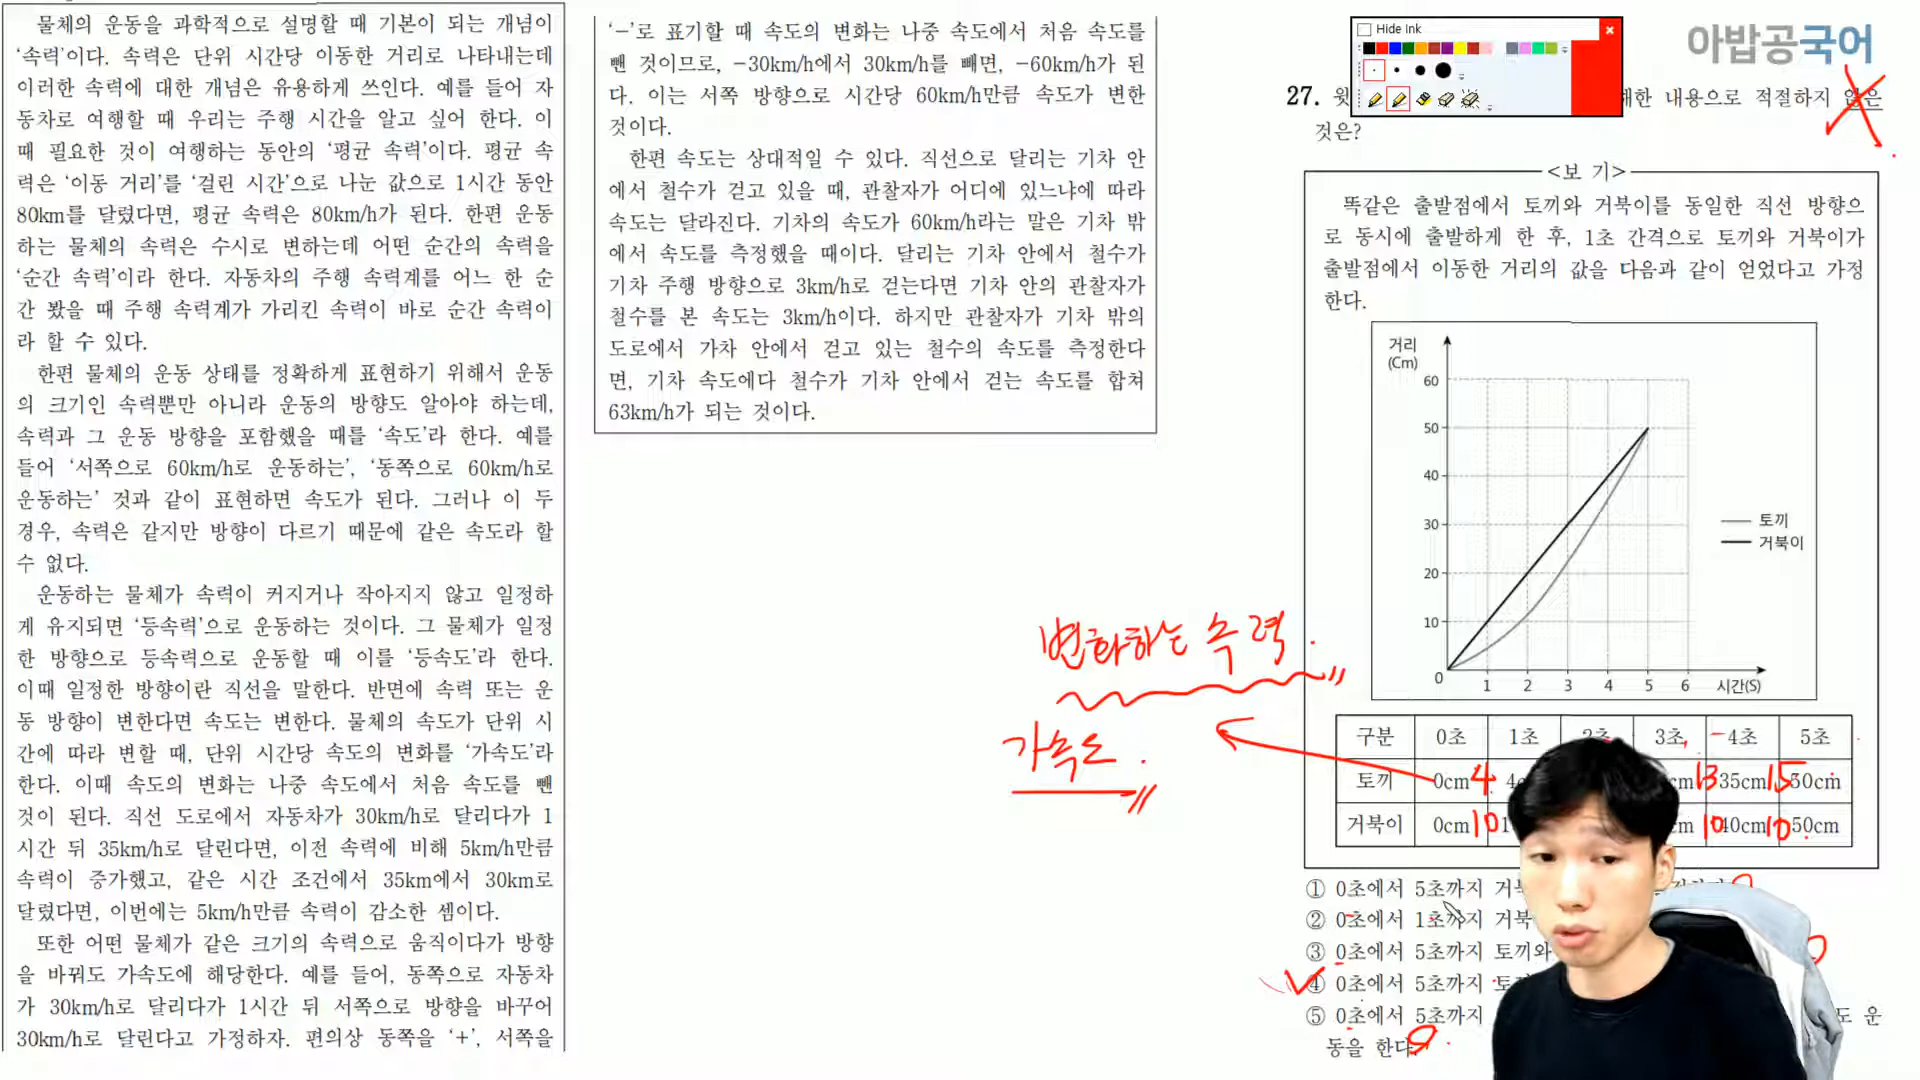 물체의 운동을 과학적으로 설명할 때 기본이 되는 개념이
‘속력’이다. 속력은 단위 시간당 이동한 거리로 나타내는데
이러한 속력에 대한 개념은 유용하게 쓰인다. 예를 들어 자
동차로 여행할 때 우리는 주행 시간을 알고 싶어 한다. 이
때 필요한 것이 여행하는 동안의 ‘평균 속력’이다. 평균 속
력은 ‘이동 거리’를 ‘걸린 시간’으로 나눈 값으로 1시간 동안
80km를 달렸다면, 평균 속력은 80km/h가 된다. 한편 운동
하는 물체의 속력은 수시로 변하는데 어떤 순간의 속력을
‘순간 속력’이라 한다. 자동차의 주행 속력계를 어느 한 순
간 봤을 때 주행 속력계가 가리킨 속력이 바로 순간 속력이
라 할 수 있다.
한편 물체의 운동 상태를 정확하게 표현하기 위해서 운동
의 크기인 속력뿐만 아니라 운동의 방향도 알아야 하는데,
속력과 그 운동 방향을 포함했을 때를 ‘속도’라 한다. 예를
들어 ‘서쪽으로 60km/h로 운동하는’, ‘동쪽으로 60km/h로
운동하는’ 것과 같이 표현하면 속도가 된다. 그러나 이 두
경우, 속력은 같지만 방향이 다르기 때문에 같은 속도라 할
수 없다.
운동하는 물체가 속력이 커지거나 작아지지 않고 일정하
게 유지되면 ‘등속력’으로 운동하는 것이다. 그 물체가 일정
한 방향으로 등속력으로 운동할 때 이를 ‘등속도’라 한다.
이때 일정한 방향이란 직선을 말한다. 반면에 속력 또는 운
동 방향이 변한다면 속도는 변한다. 물체의 속도가 단위 시
간에 따라 변할 때, 단위 시간당 속도의 변화를 ‘가속도’라
한다. 이때 속도의 변화는 나중 속도에서 처음 속도를 뺀
것이 된다. 직선 도로에서 자동차가 30km/h로 달리다가 1
시간 뒤 35km/h로 달린다면, 이전 속력에 비해 5km/h만큼
속력이 증가했고, 같은 시간 조건에서 35km에서 30km로
달렸다면, 이번에는 5km/h만큼 속력이 감소한 셈이다.
또한 어떤 물체가 같은 크기의 속력으로 움직이다가 방향
을 바꿔도 가속도에 해당한다. 예를 들어, 동쪽으로 자동차
가 30km/h로 달리다가 1시간 뒤 서쪽으로 방향을 바꾸어
30km/h로 달린다고 가정하자. 편의상 동쪽을 ‘+’, 서쪽을
‘-’로 표기할 때 속도의 변화는 나중 속도에서 처음 속도를
뺀 것이므로, -30km/h에서 30km/h를 빼면, -60km/h가 된
다. 이는 서쪽 방향으로 시간당 60km/h만큼 속도가 변한
것이다.
한편 속도는 상대적일 수 있다. 직선으로 달리는 기차 안
에서 철수가 걷고 있을 때, 관찰자가 어디에 있느냐에 따라
속도는 달라진다. 기차의 속도가 60km/h라는 말은 기차 밖
에서 속도를 측정했을 때이다. 달리는 기차 안에서 철수가
기차 주행 방향으로 3km/h로 걷는다면 기차 안의 관찰자가
철수를 본 속도는 3km/h이다. 하지만 관찰자가 기차 밖의
도로에서 가차 안에서 걷고 있는 철수의 속도를 측정한다
면, 기차 속도에다 철수가 기차 안에서 걷는 속도를 합쳐
63km/h가 되는 것이다.
변화하는 속력.
가속도.
Hide Ink
아밥공국어
27. 윗 해한 내용으로 적절하지 않은
것은?
<보 기>
똑같은 출발점에서 토끼와 거북이를 동일한 직선 방향으
로 동시에 출발하게 한 후, 1초 간격으로 토끼와 거북이가
출발점에서 이동한 거리의 값을 다음과 같이 얻었다고 가정
한다.
거리
(Cm)
60
50
40
30
20
10
0
1 2 3 4 5 6 시간(S)
토끼
거북이
구분 0초 1초 2초 3초 4초 5초
토끼 0cm 4 13 35cm 15 50cm
거북이 0cm 10 10 40cm 10 50cm
① 0초에서 5초까지
② 0초에서 1초까지
③ 0초에서 5초까지 토끼와
④ 0초에서 5초까지
⑤ 0초에서 5초까지 도 운
동을 한다.